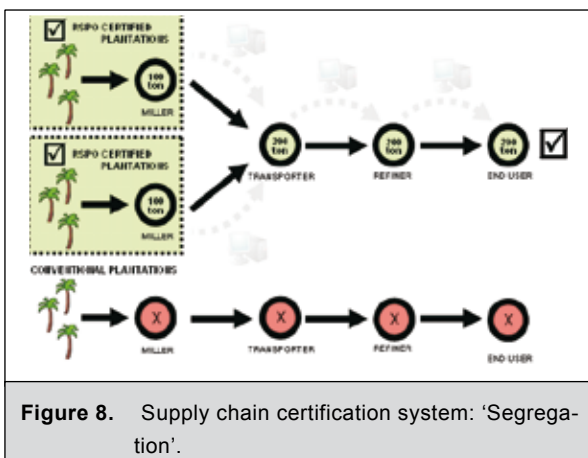 RSPO CERTIFIED
PLANTATIONS
100
ton
MILLER
RSPO CERTIFIED
PLANTATIONS
100
ton
MILLER
200
ton
TRANSPORTER
200
ton
REFINER
200
ton
END USER
CONVENTIONAL PLANTATIONS
X
MILLER
X
TRANSPORTER
X
REFINER
X
END USER
Figure 8. Supply chain certification system: ‘Segrega-
tion’.